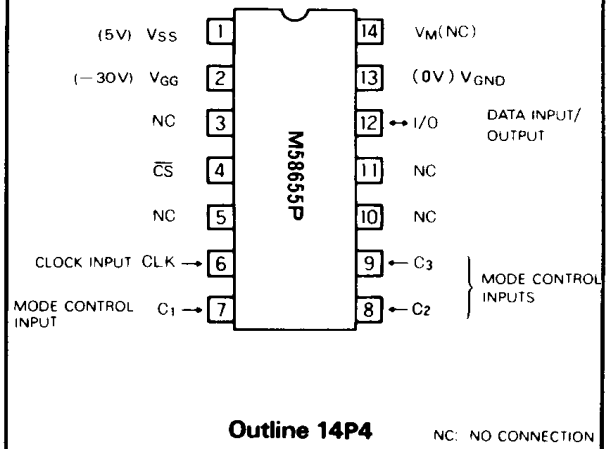 (5V) VSS 1 14 VM(NC)
(−30V) VGG 2 13 (0V) VGND
NC 3 12 ↔ I/O DATA INPUT/
OUTPUT
M58655P
CS 4 11 NC
NC 5 10 NC
CLOCK INPUT CLK → 6 9 ← C3
MODE CONTROL
INPUTS
MODE CONTROL C1 → 7 8 ← C2
INPUT
Outline 14P4 NC: NO CONNECTION